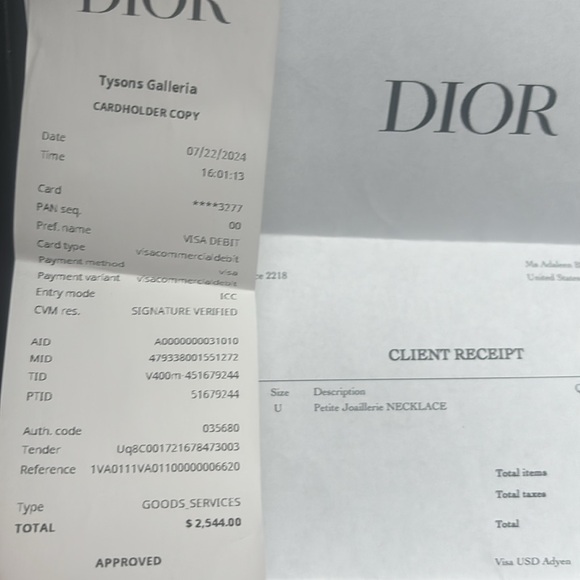 DIOR
Tysons Galleria
CARDHOLDER COPY
Date 07/22/2024
Time 16:01:13
Card ****3277
PAN seq. 00
Pref. name VISA DEBIT
Card type visacommercialdebit
Payment method visa
Payment variant visacommercialdebit
Entry mode ICC
CVM res. SIGNATURE VERIFIED
AID A0000000031010
MID 479338001551272
TID V400m-451679244
PTID 51679244
Auth. code 035680
Tender Uq8C001721678473003
Reference 1VA0111VA01100000006620
Type GOODS_SERVICES
TOTAL $ 2,544.00
APPROVED
DIOR
2218
United States
CLIENT RECEIPT
Size Description
U Petite Joaillerie NECKLACE
Total items
Total taxes
Total
Visa USD Adyen